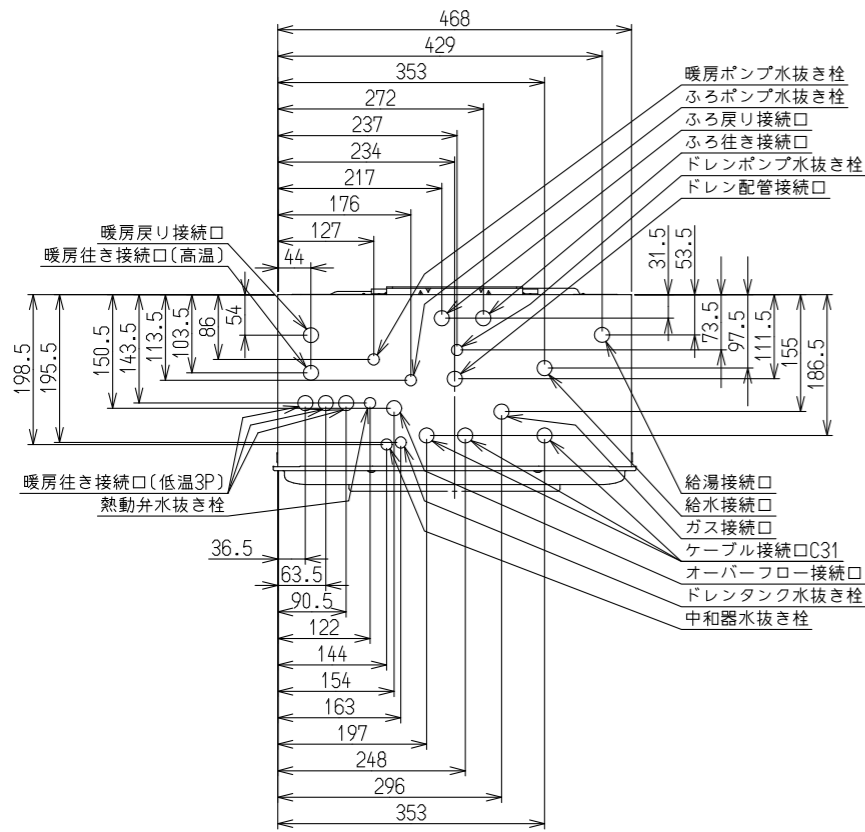 468
429
353
272
237
234
217
176
127
44
暖房ポンプ水抜き栓
ふろポンプ水抜き栓
ふろ戻り接続口
ふろ往き接続口
ドレンポンプ水抜き栓
ドレン配管接続口
暖房戻り接続口
暖房往き接続口(高温)
198.5
195.5
150.5
143.5
113.5
103.5
86
54
31.5
53.5
73.5
97.5
111.5
155
186.5
暖房往き接続口(低温3P)
熱動弁水抜き栓
給湯接続口
給水接続口
ガス接続口
ケーブル接続口C31
オーバーフロー接続口
ドレンタンク水抜き栓
中和器水抜き栓
36.5
63.5
90.5
122
144
154
163
197
248
296
353